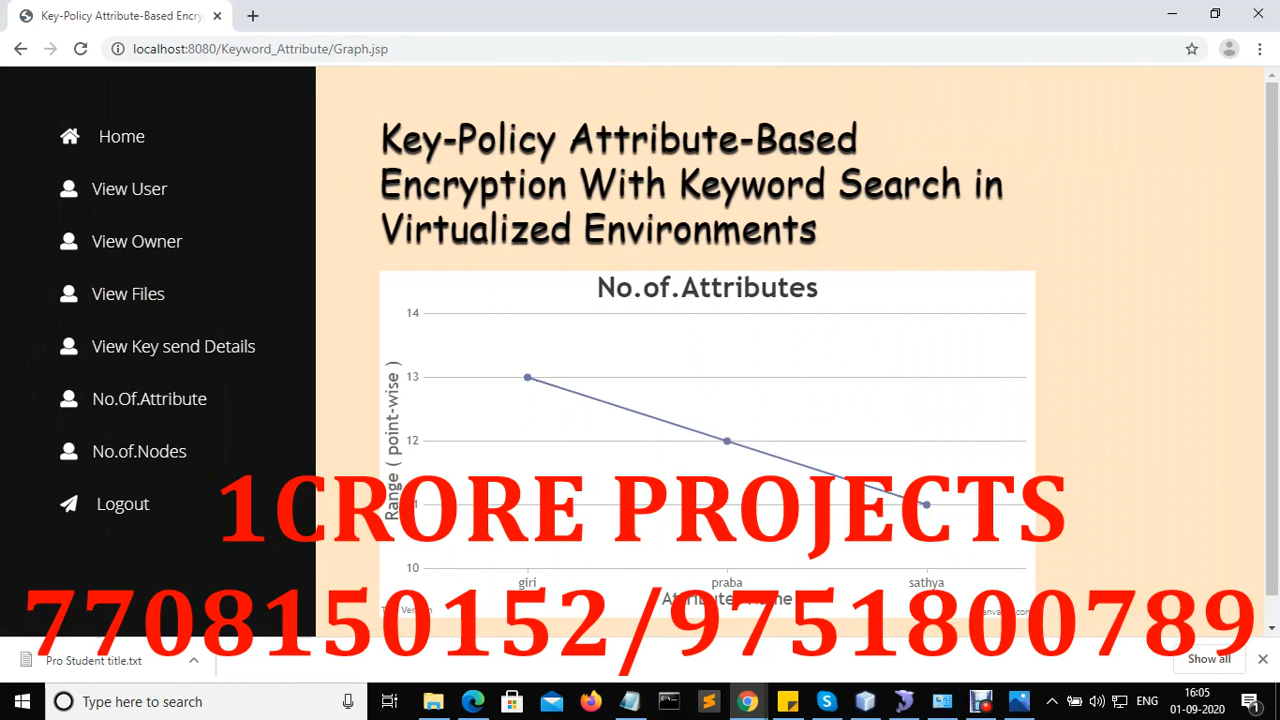 Key-Policy Attribute-Based Encry
localhost:8080/Keyword_Attribute/Graph.jsp
Home
View User
View Owner
View Files
View Key send Details
No.Of.Attribute
No.of.Nodes
Logout
Key-Policy Attribute-Based
Encryption With Keyword Search in
Virtualized Environments
No.of.Attributes
Range ( point-wise )
14
13
12
10
giri
praba
sathya
1CRORE PROJECTS
7708150152/9751800789
Pro Student title.txt
Show all
Type here to search
ENG
16:05
01-09-2020
1